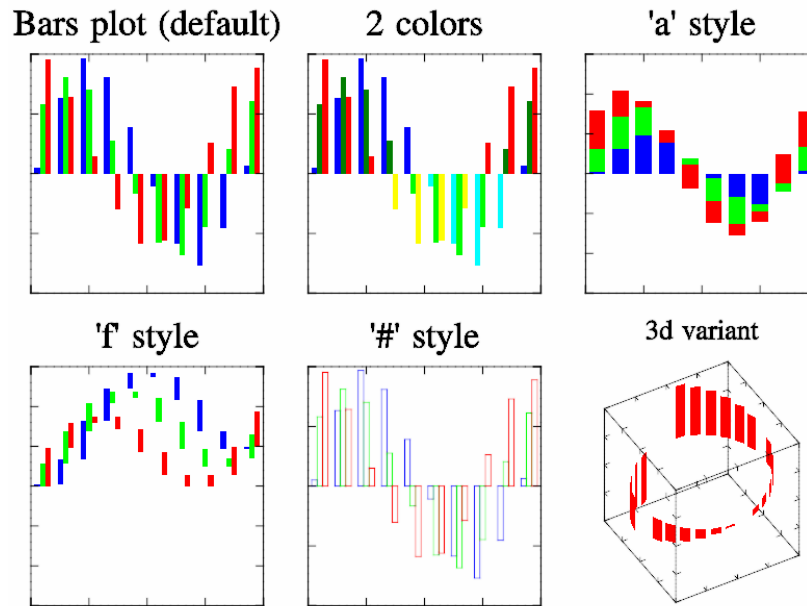 Bars plot (default)
2 colors
'a' style
'f' style
'#' style
3d variant